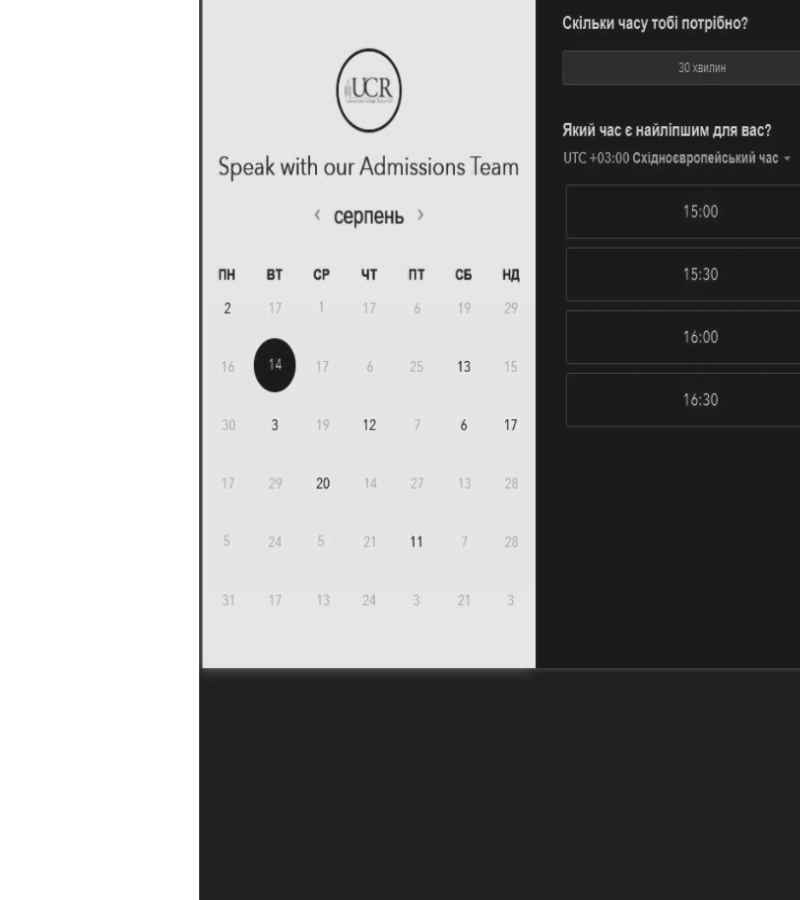 UCR
Speak with our Admissions Team
‹ серпень ›
ПН ВТ СР ЧТ ПТ СБ НД
2 17 1 17 6 19 29
16 14 17 6 25 13 15
30 3 19 12 7 6 17
17 29 20 14 27 13 28
5 24 5 21 11 7 28
31 17 13 24 3 21 3
Скільки часу тобі потрібно?
30 хвилин
Який час є найліпшим для вас?
UTC +03:00 Східноєвропейський час
15:00
15:30
16:00
16:30